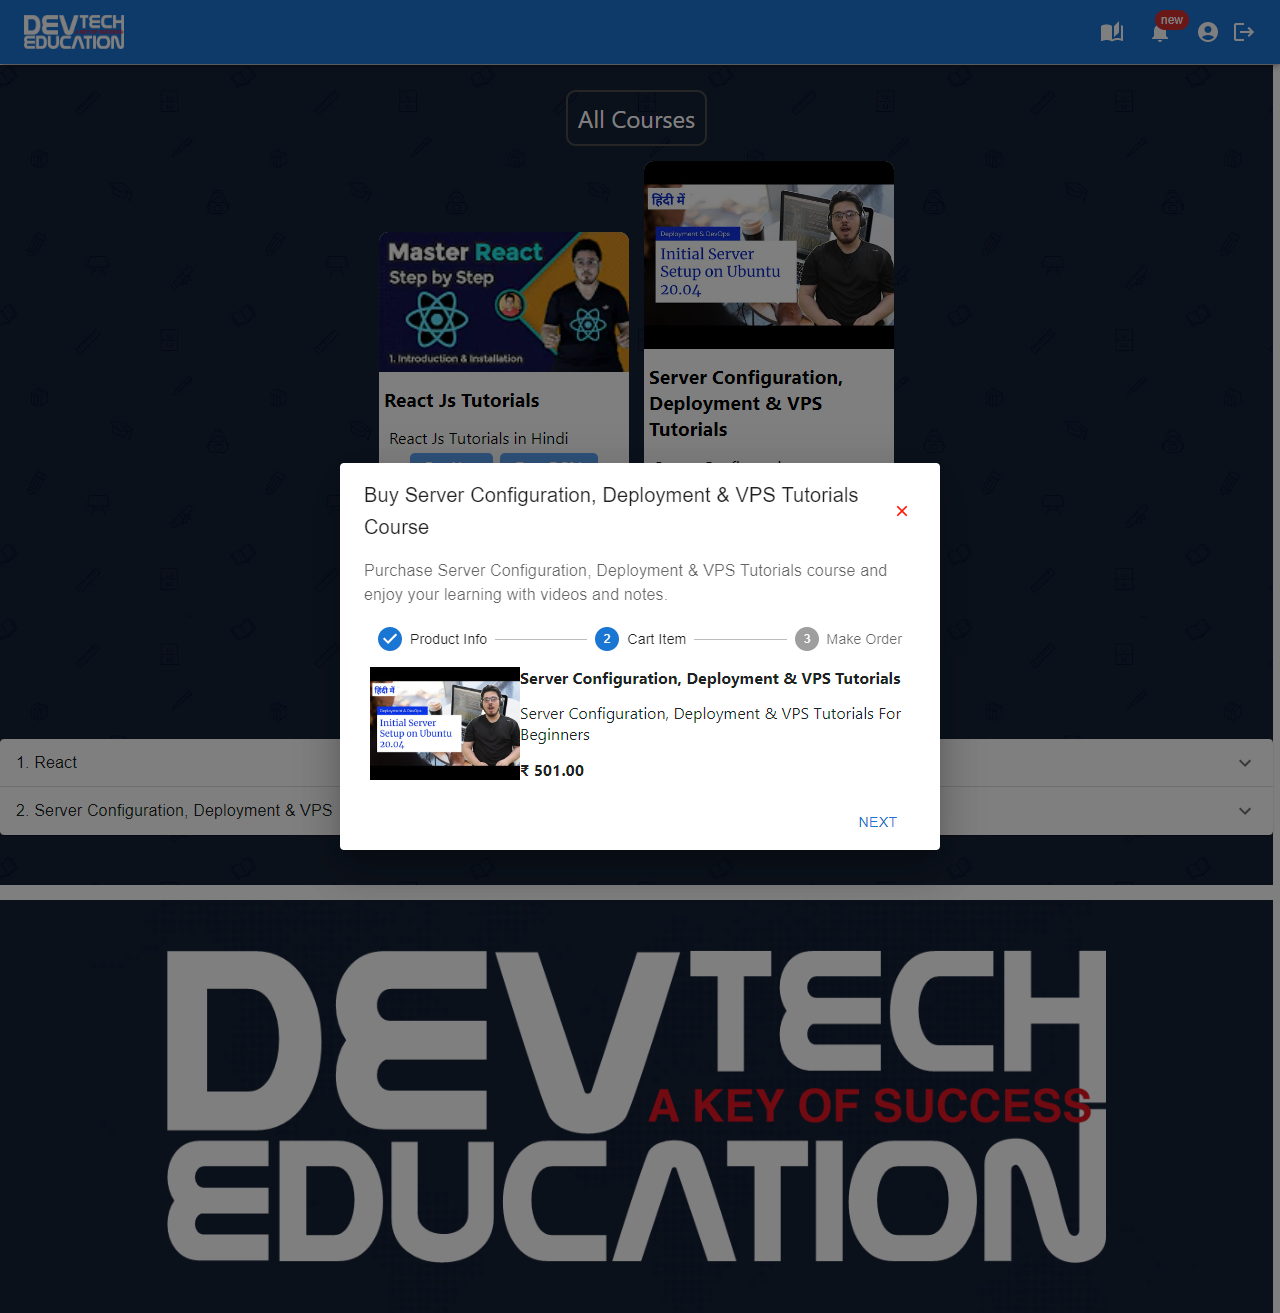 DEVTECH
EDUCATION
new
All Courses
Master React
Step by Step
1. Introduction & Installation
React Js Tutorials
React Js Tutorials in Hindi
हिंदी में
Deployment & DevOps
Initial Server
Setup on Ubuntu
20.04
Server Configuration,
Deployment & VPS
Tutorials
Buy Server Configuration, Deployment & VPS Tutorials
Course
Purchase Server Configuration, Deployment & VPS Tutorials course and
enjoy your learning with videos and notes.
Product Info
2 Cart Item
3 Make Order
हिंदी में
Deployment & DevOps
Initial Server
Setup on Ubuntu
20.04
Server Configuration, Deployment & VPS Tutorials
Server Configuration, Deployment & VPS Tutorials For
Beginners
₹ 501.00
NEXT
1. React
2. Server Configuration, Deployment & VPS
DEVTECH
A KEY OF SUCCESS
EDUCATION